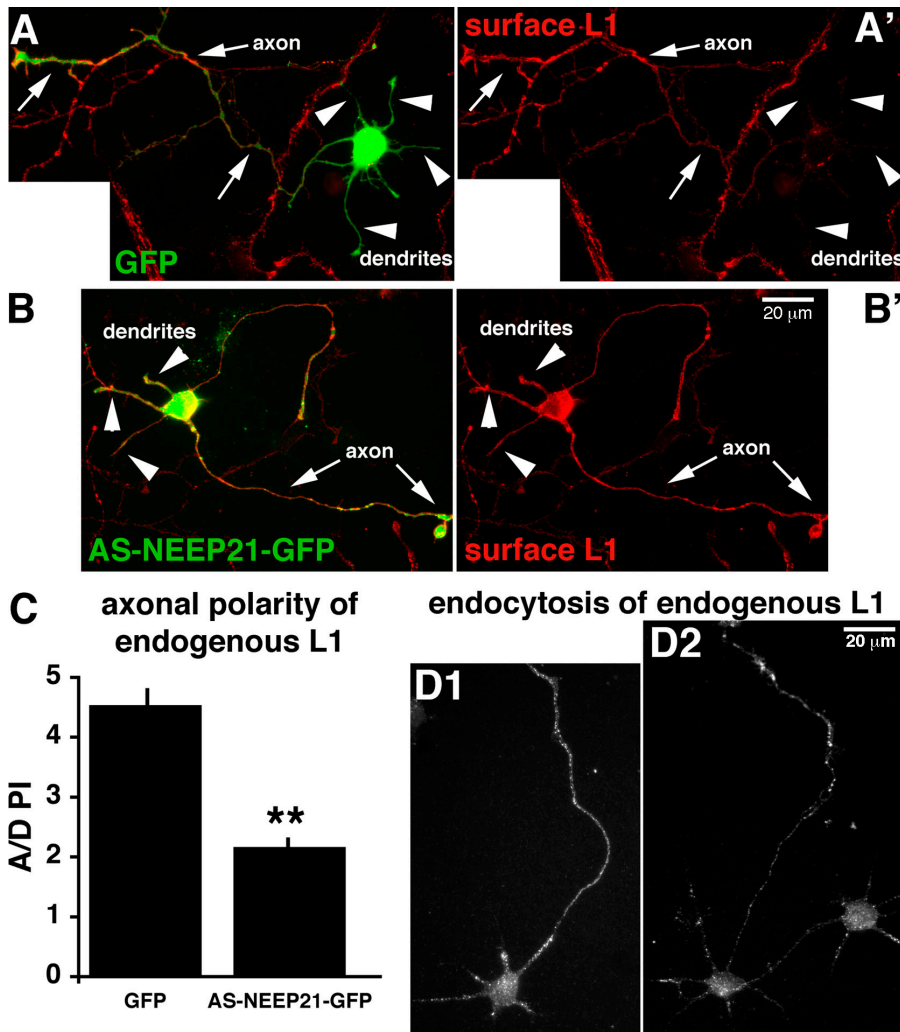 A
axon
GFP
dendrites
surface L1
A'
axon
dendrites
B
dendrites
axon
AS-NEEP21-GFP
20 µm
B'
dendrites
axon
surface L1
C
axonal polarity of
endogenous L1
A/D PI
5
4
3
2
1
0
**
GFP
AS-NEEP21-GFP
endocytosis of endogenous L1
D1
D2
20 µm